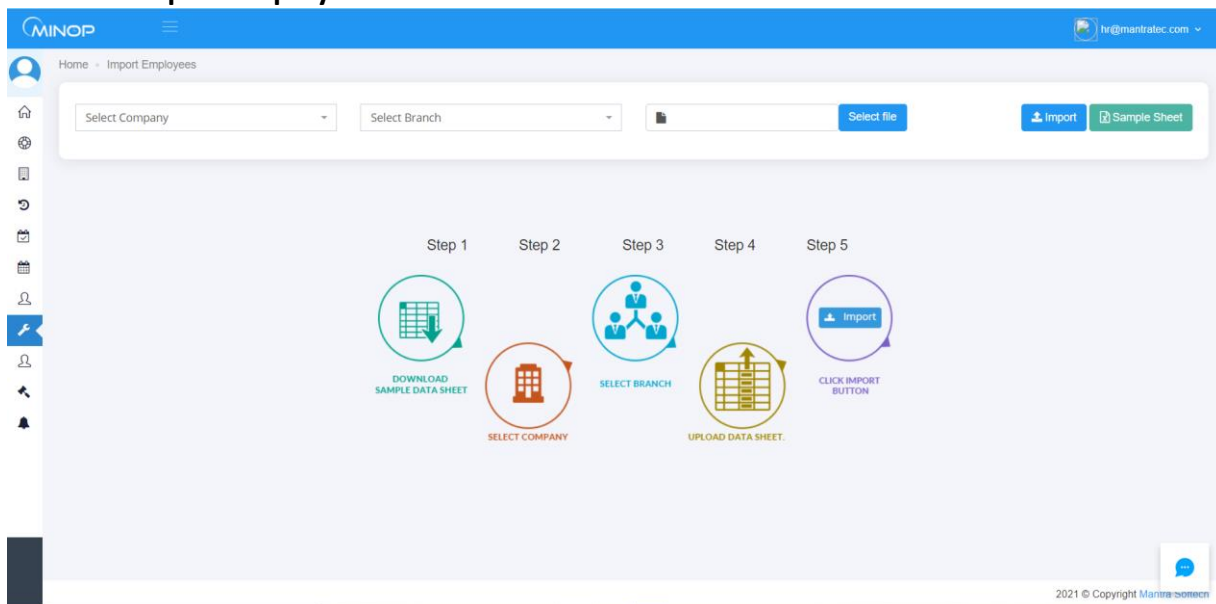 MINOP
hr@mantratec.com
Home Import Employees
Select Company
Select Branch
Select file
Import
Sample Sheet
Step 1 Step 2 Step 3 Step 4 Step 5
Import
DOWNLOAD
SAMPLE DATA SHEET
SELECT COMPANY
SELECT BRANCH
UPLOAD DATA SHEET.
CLICK IMPORT
BUTTON
2021 © Copyright Mantra Softech